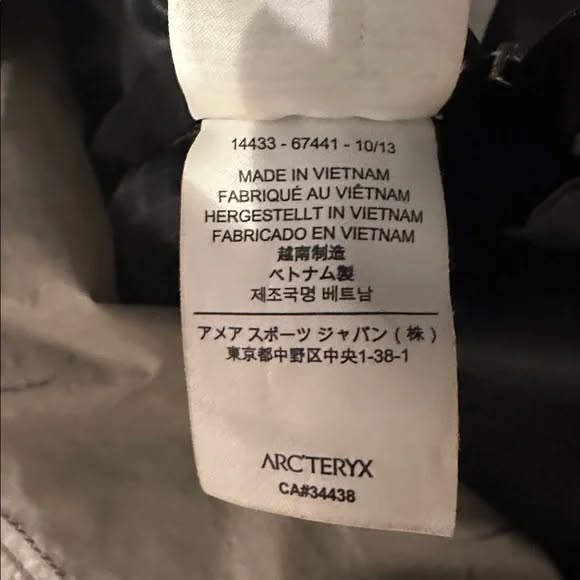 14433 - 67441 - 10/13
MADE IN VIETNAM
FABRIQUÉ AU VIÊTNAM
HERGESTELLT IN VIETNAM
FABRICADO EN VIETNAM
越南制造
ベトナム製
제조국명 베트남
アメア スポーツ ジャパン ( 株 )
東京都中野区中央1-38-1
ARC'TERYX
CA#34438